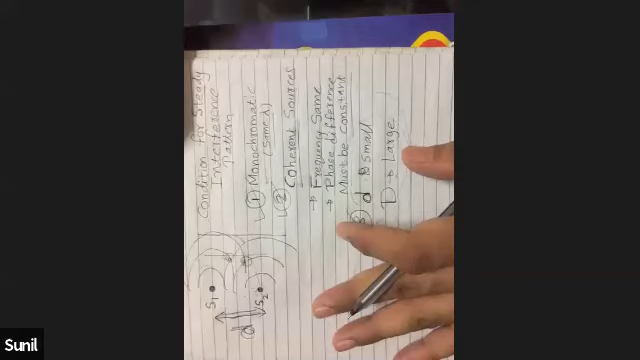 Condition for Steady
Interference
Pattern
① Monochromatic
(Same λ)
② Coherent Sources
→ Frequency Same
→ Phase difference
Must be constant
d → small
D → Large
S1
S2
d
Sunil